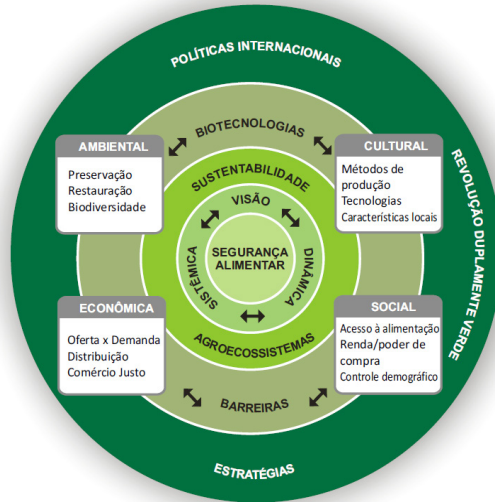 POLÍTICAS INTERNACIONAIS
REVOLUÇÃO DUPLAMENTE VERDE
BIOTECNOLOGIAS
AMBIENTAL
Preservação
Restauração
Biodiversidade
CULTURAL
Métodos de
produção
Tecnologias
Características locais
SUSTENTABILIDADE
VISÃO
SEGURANÇA
ALIMENTAR
SISTÊMICA
DINÂMICA
ECONÔMICA
Oferta x Demanda
Distribuição
Comércio Justo
SOCIAL
Acesso à alimentação
Renda/poder de
compra
Controle demográfico
AGROECOSSISTEMAS
BARREIRAS
ESTRATÉGIAS